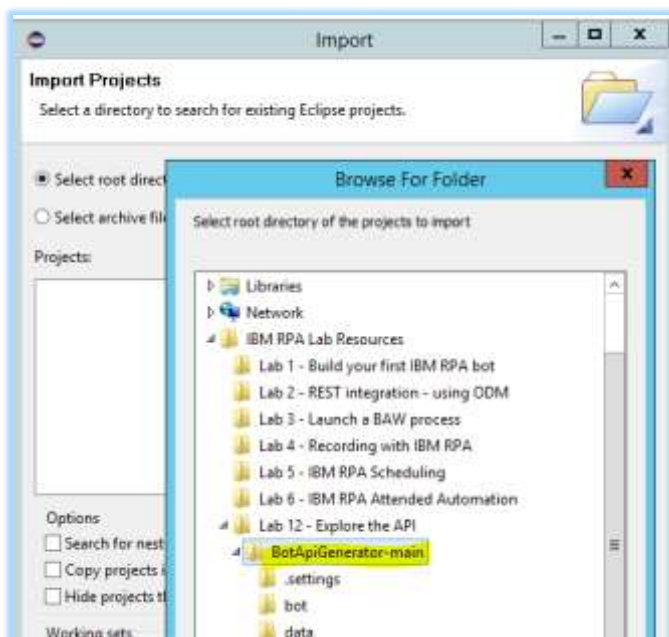 Import
Import Projects
Select a directory to search for existing Eclipse projects.
Select root direct
Browse For Folder
Select archive file
Select root directory of the projects to import
Projects:
Libraries
Network
IBM RPA Lab Resources
Lab 1 - Build your first IBM RPA bot
Lab 2 - REST integration - using ODM
Lab 3 - Launch a BAW process
Lab 4 - Recording with IBM RPA
Lab 5 - IBM RPA Scheduling
Lab 6 - IBM RPA Attended Automation
Options
Lab 12 - Explore the API
Search for nest
BotApiGenerator-main
Copy projects i
.settings
Hide projects t
bot
Working sets
data